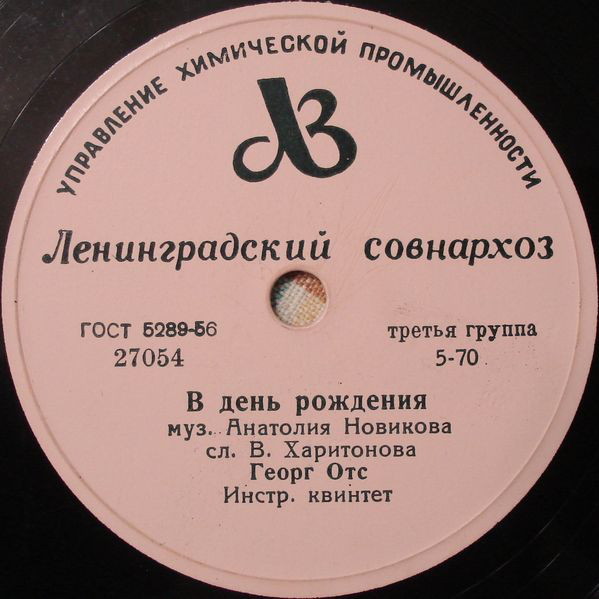 УПРАВЛЕНИЕ ХИМИЧЕСКОЙ ПРОМЫШЛЕННОСТИ
ЛЗ
Ленинградский совнархоз
ГОСТ 5289-56
третья группа
27054
5-70
В день рождения
муз. Анатолия Новикова
сл. В. Харитонова
Георг Отс
Инстр. квинтет